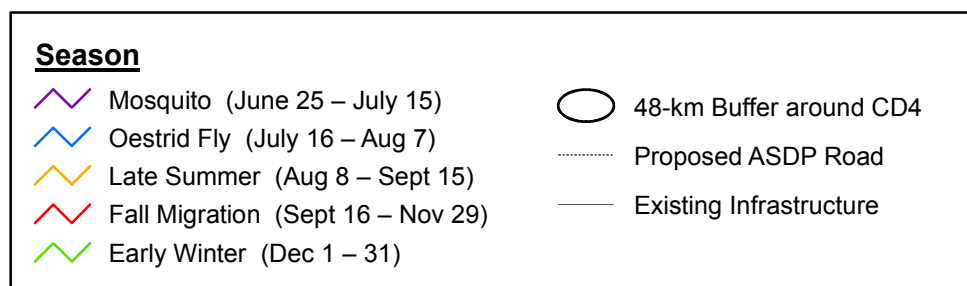 Season
Mosquito (June 25 – July 15)
Oestrid Fly (July 16 – Aug 7)
Late Summer (Aug 8 – Sept 15)
Fall Migration (Sept 16 – Nov 29)
Early Winter (Dec 1 – 31)
48-km Buffer around CD4
Proposed ASDP Road
Existing Infrastructure